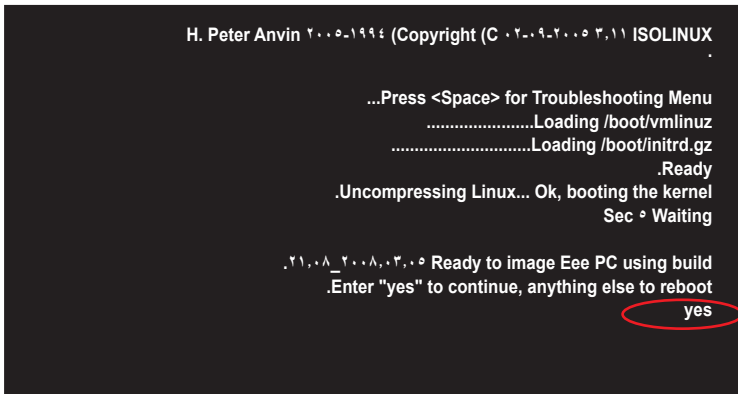 H. Peter Anvin ٢٠٠٥-١٩٩٤ (Copyright (C ٠٢-٠٩-٢٠٠٥ ٣,١١ ISOLINUX
.
...Press <Space> for Troubleshooting Menu
.......................Loading /boot/vmlinuz
..............................Loading /boot/initrd.gz
.Ready
.Uncompressing Linux... Ok, booting the kernel
Sec ٥ Waiting
.٢١,٠٨_٢٠٠٨,٠٣,٠٥ Ready to image Eee PC using build
.Enter "yes" to continue, anything else to reboot
yes